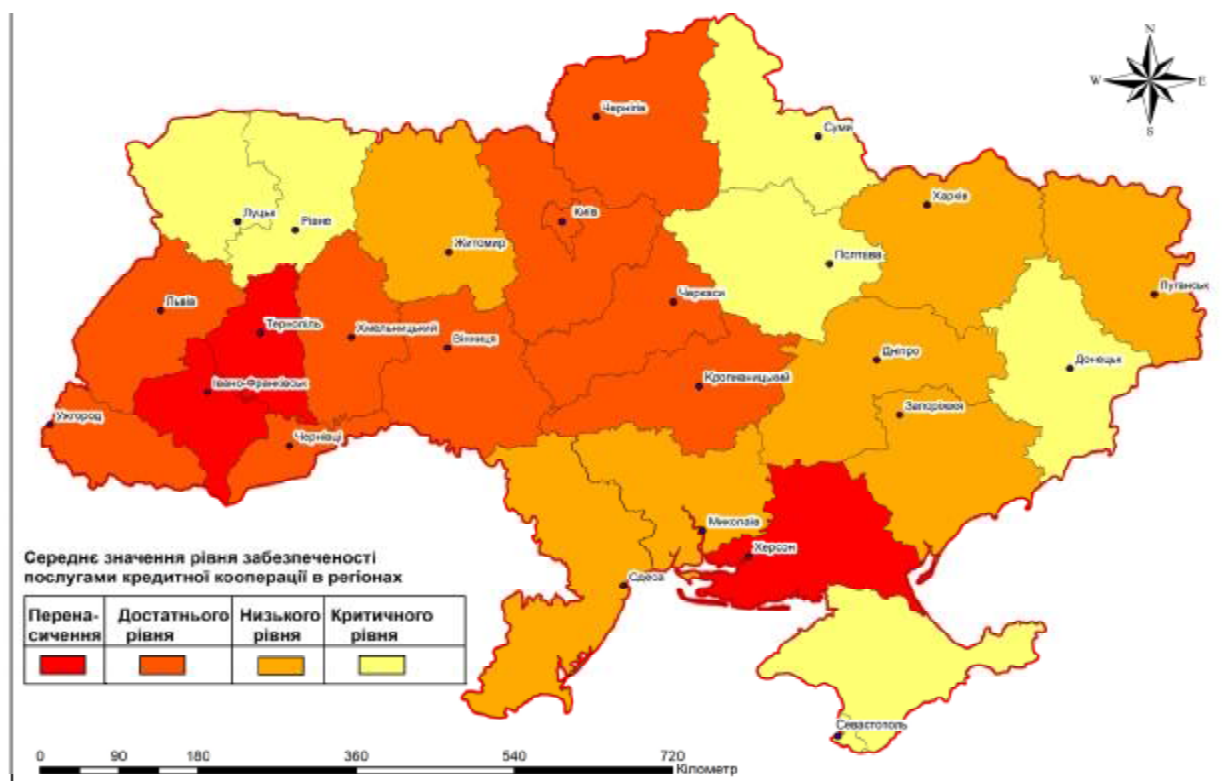 N
W E
S
Чернігів
Суми
Луцьк
Рівне
Київ
Харків
Житомир
Полтава
Львів
Черкаси
Луганськ
Тернопіль
Хмельницький
Вінниця
Дніпро
Донецьк
Івано-Франківськ
Кропивницький
Ужгород
Запоріжжя
Чернівці
Миколаїв
Херсон
Одеса
Севастополь
Середнє значення рівня забезпеченості
послугами кредитної кооперації в регіонах
Перена- Достатнього Низького Критичного
сичення рівня рівня рівня
0 90 180 360 540 720
Кілометр